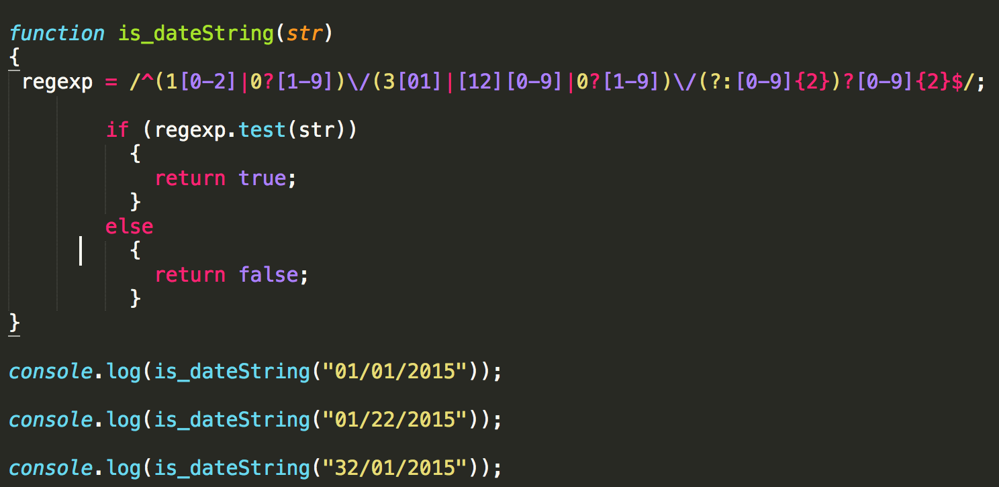 function is_dateString(str)
{
regexp = /^(1[0-2]|0?[1-9])\/(3[01]|[12][0-9]|0?[1-9])\/(?:[0-9]{2})?[0-9]{2}$/;
if (regexp.test(str))
{
return true;
}
else
{
return false;
}
}
console.log(is_dateString("01/01/2015"));
console.log(is_dateString("01/22/2015"));
console.log(is_dateString("32/01/2015"));